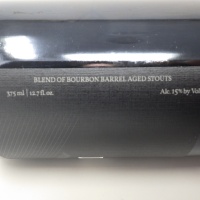 BLEND OF BOURBON BARREL AGED STOUTS
375 ml | 12.7 fl. oz.
Alc. 15% by Vol